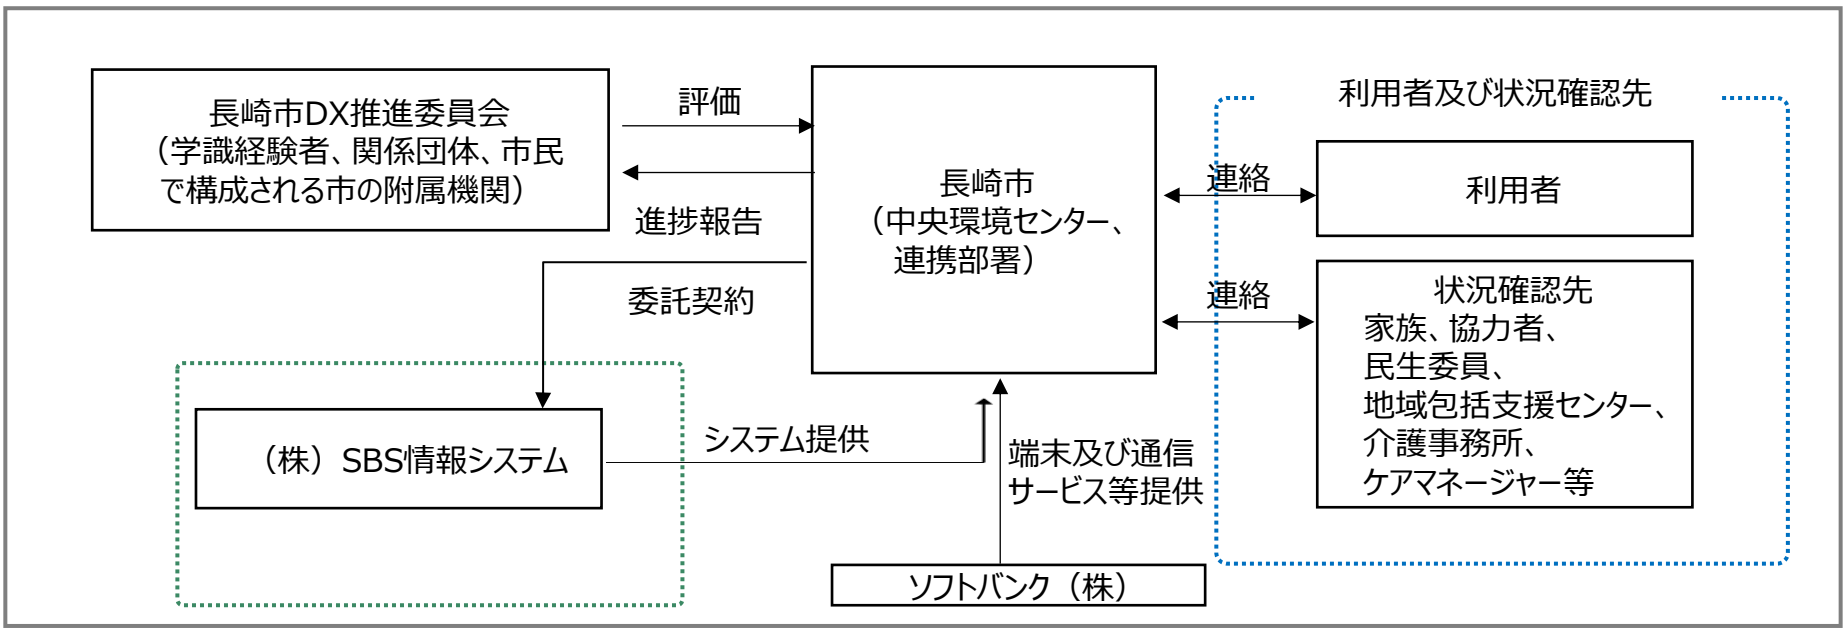 長崎市DX推進委員会
（学識経験者、関係団体、市民
で構成される市の附属機関）
評価
進捗報告
委託契約
長崎市
（中央環境センター、
連携部署）
利用者及び状況確認先
連絡
利用者
連絡
状況確認先
家族、協力者、
民生委員、
地域包括支援センター、
介護事務所、
ケアマネージャー等
（株）SBS情報システム
システム提供
端末及び通信
サービス等提供
ソフトバンク（株）